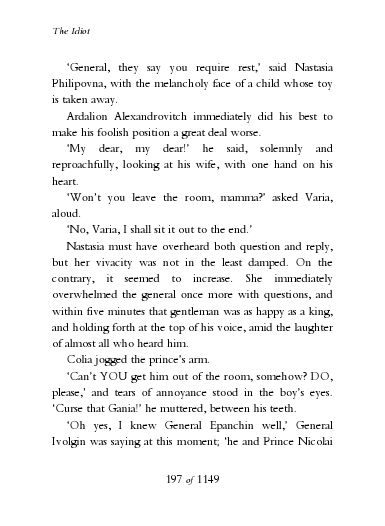 The Idiot
‘General, they say you require rest,’ said Nastasia
Philipovna, with the melancholy face of a child whose toy
is taken away.
Ardalion Alexandrovitch immediately did his best to
make his foolish position a great deal worse.
‘My dear, my dear!’ he said, solemnly and
reproachfully, looking at his wife, with one hand on his
heart.
‘Won’t you leave the room, mamma?’ asked Varia,
aloud.
‘No, Varia, I shall sit it out to the end.’
Nastasia must have overheard both question and reply,
but her vivacity was not in the least damped. On the
contrary, it seemed to increase. She immediately
overwhelmed the general once more with questions, and
within five minutes that gentleman was as happy as a king,
and holding forth at the top of his voice, amid the laughter
of almost all who heard him.
Colia jogged the prince’s arm.
‘Can’t YOU get him out of the room, somehow? DO,
please,’ and tears of annoyance stood in the boy’s eyes.
‘Curse that Gania!’ he muttered, between his teeth.
‘Oh yes, I knew General Epanchin well,’ General
Ivolgin was saying at this moment; ‘he and Prince Nicolai
197 of 1149